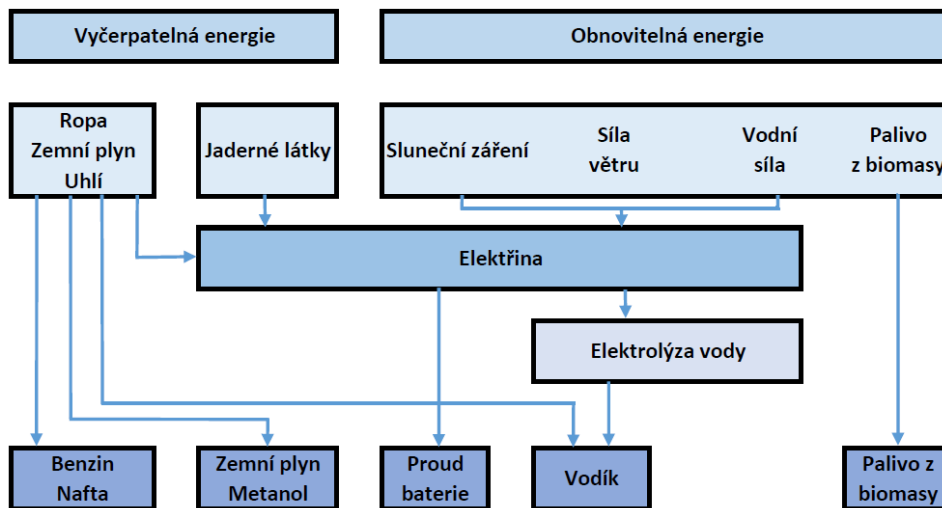 Vyčerpatelná energie
Obnovitelná energie
Ropa
Zemní plyn
Uhlí
Jaderné látky
Sluneční záření
Síla
větru
Vodní
síla
Palivo
z biomasy
Elektřina
Elektrolýza vody
Benzin
Nafta
Zemní plyn
Metanol
Proud
baterie
Vodík
Palivo z
biomasy